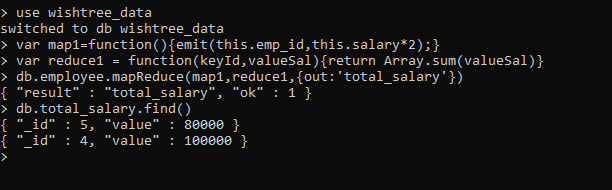 > use wishtree_data
switched to db wishtree_data
> var map1=function(){emit(this.emp_id,this.salary*2);}
> var reduce1 = function(keyId,valueSal){return Array.sum(valueSal)}
> db.employee.mapReduce(map1,reduce1,{out:'total_salary'})
{ "result" : "total_salary", "ok" : 1 }
> db.total_salary.find()
{ "_id" : 5, "value" : 80000 }
{ "_id" : 4, "value" : 100000 }
>